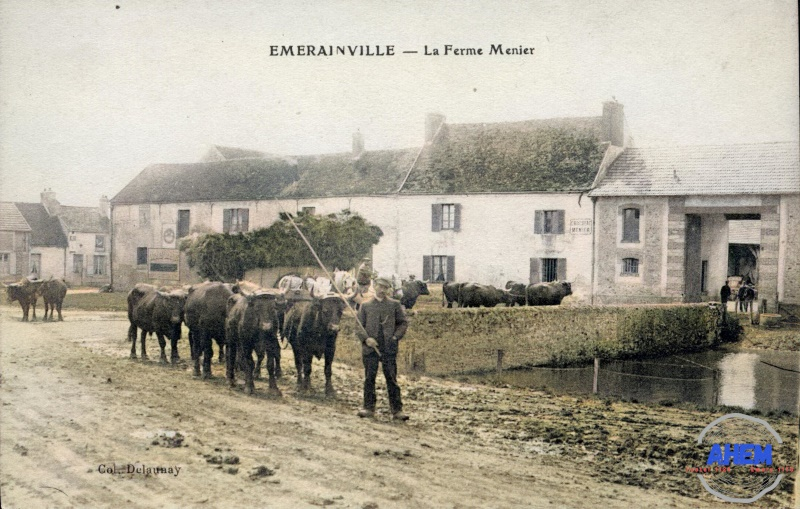 EMERAINVILLE — La Ferme Menier
Col. Delaunay
AHEM